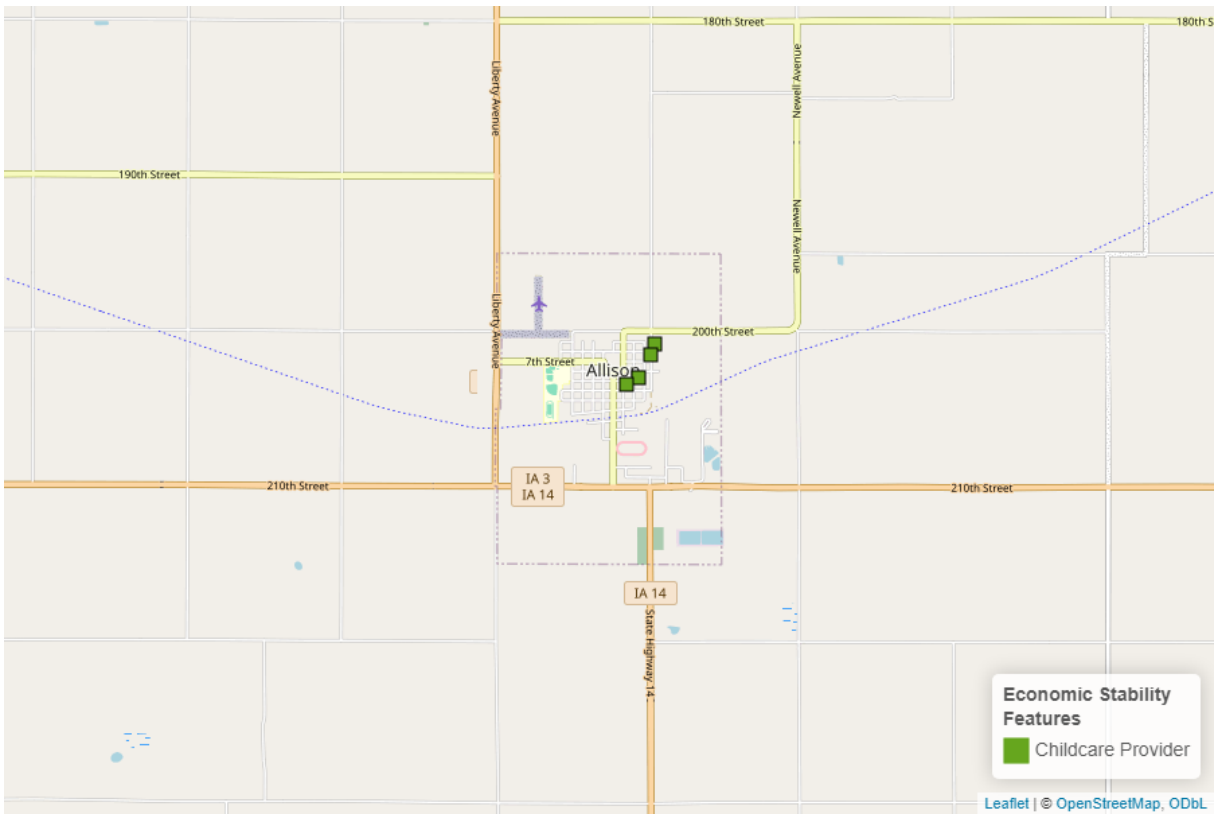 180th Street
180th S
Newell Avenue
Liberty Avenue
190th Street
Newell Avenue
Liberty Avenue
200th Street
7th Street
Allison
IA 3
IA 14
210th Street
210th Street
IA 14
State Highway 14
Economic Stability
Features
Childcare Provider
Leaflet | © OpenStreetMap, ODbL